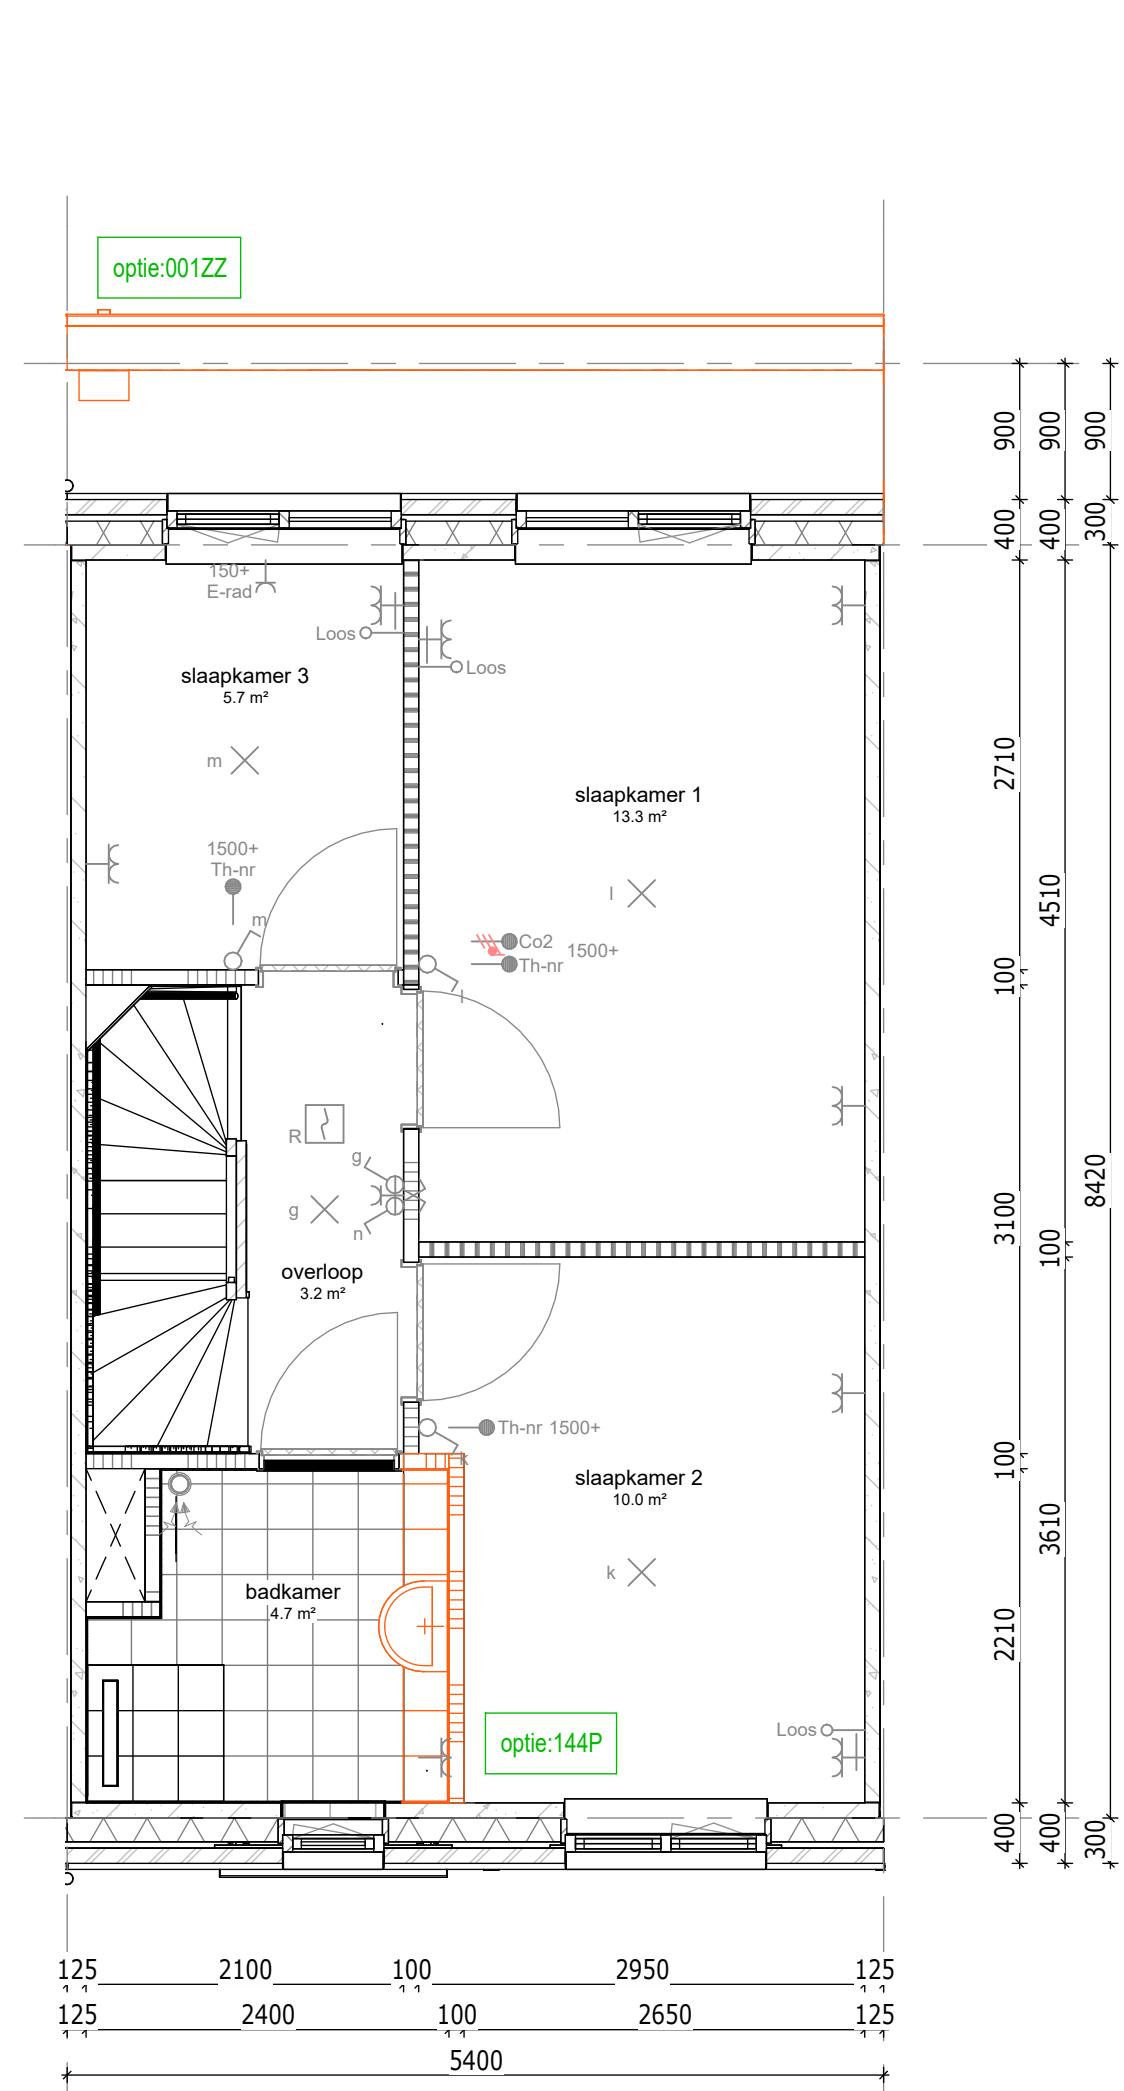 optie:001ZZ
900
900
900
400
400
300
150+
E-rad
Loos
Loos
slaapkamer 3
5.7 m²
m
2710
slaapkamer 1
13.3 m²
1500+
Th-nr
l
4510
m
Co2
1500+
Th-nr
l
100
R
g
g
n
3100
8420
100
overloop
3.2 m²
Th-nr 1500+
k
100
slaapkamer 2
10.0 m²
3610
k
badkamer
4.7 m²
2210
Loos
optie:144P
400
400
300
125
2100
100
2950
125
125
2400
100
2650
125
5400